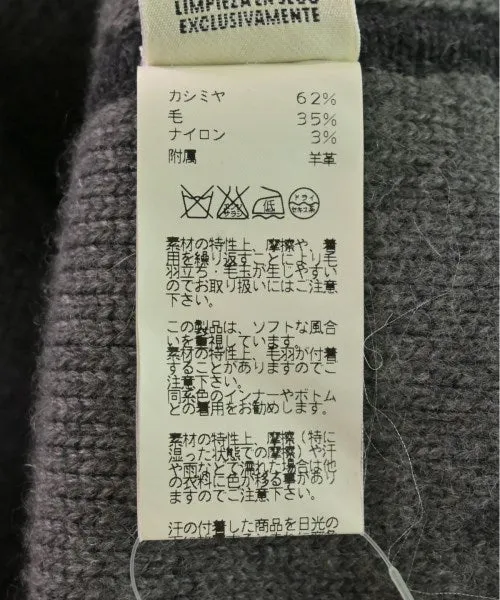 LIMPIEZA EN SECO
EXCLUSIVAMENTE
カシミヤ 62%
毛 35%
ナイロン 3%
附属 羊革
低
ドライ
セキユ系
素材の特性上、摩擦や、着
用を繰り返すことにより毛
羽立ち・毛玉が生じやすい
のでお取り扱いにはご注意
下さい。
この製品は、ソフトな風合
いを重視しています。
素材の特性上、毛羽が付着
することがありますのでご
注意下さい。
同系色のインナーやボトム
との着用をお勧めします。
素材の特性上、摩擦(特に
湿った状態での摩擦)や汗
や雨などで濡れた場合は他
の衣料に色が移る事があり
ますのでご注意下さい。
汗の付着した商品を日光の